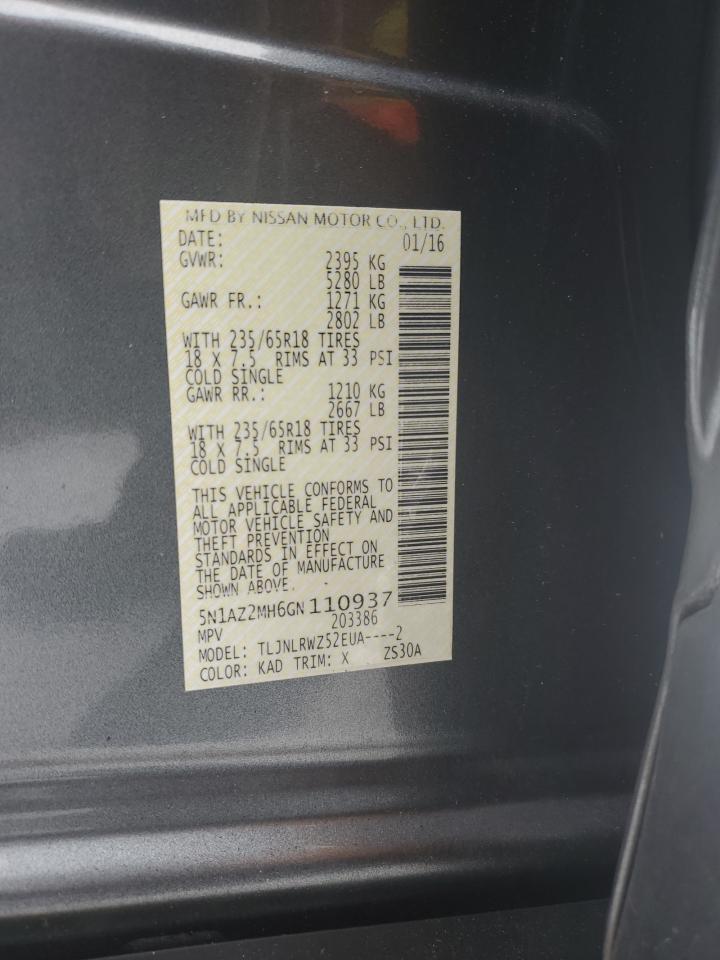 MFD BY NISSAN MOTOR CO., LTD.
DATE: 01/16
GVWR: 2395 KG
5280 LB
GAWR FR.: 1271 KG
2802 LB
WITH 235/65R18 TIRES
18 X 7.5 RIMS AT 33 PSI
COLD SINGLE
GAWR RR.: 1210 KG
2667 LB
WITH 235/65R18 TIRES
18 X 7.5 RIMS AT 33 PSI
COLD SINGLE
THIS VEHICLE CONFORMS TO
ALL APPLICABLE FEDERAL
MOTOR VEHICLE SAFETY AND
THEFT PREVENTION
STANDARDS IN EFFECT ON
THE DATE OF MANUFACTURE
SHOWN ABOVE.
5N1AZ2MH6GN110937
MPV 203386
MODEL: TLJNLRWZ52EUA----2
COLOR: KAD TRIM: X ZS30A